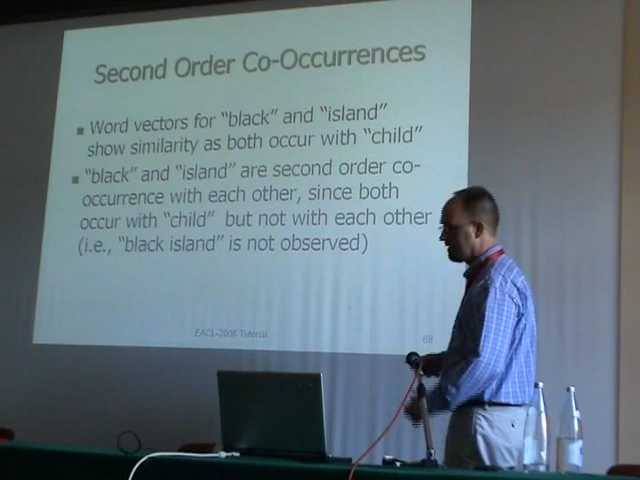 Second Order Co-Occurrences
Word vectors for "black" and "island"
show similarity as both occur with "child"
"black" and "island" are second order co-
occurrence with each other, since both
occur with "child" but not with each other
(i.e., "black island" is not observed)
EACL-2006 Tutorial
68